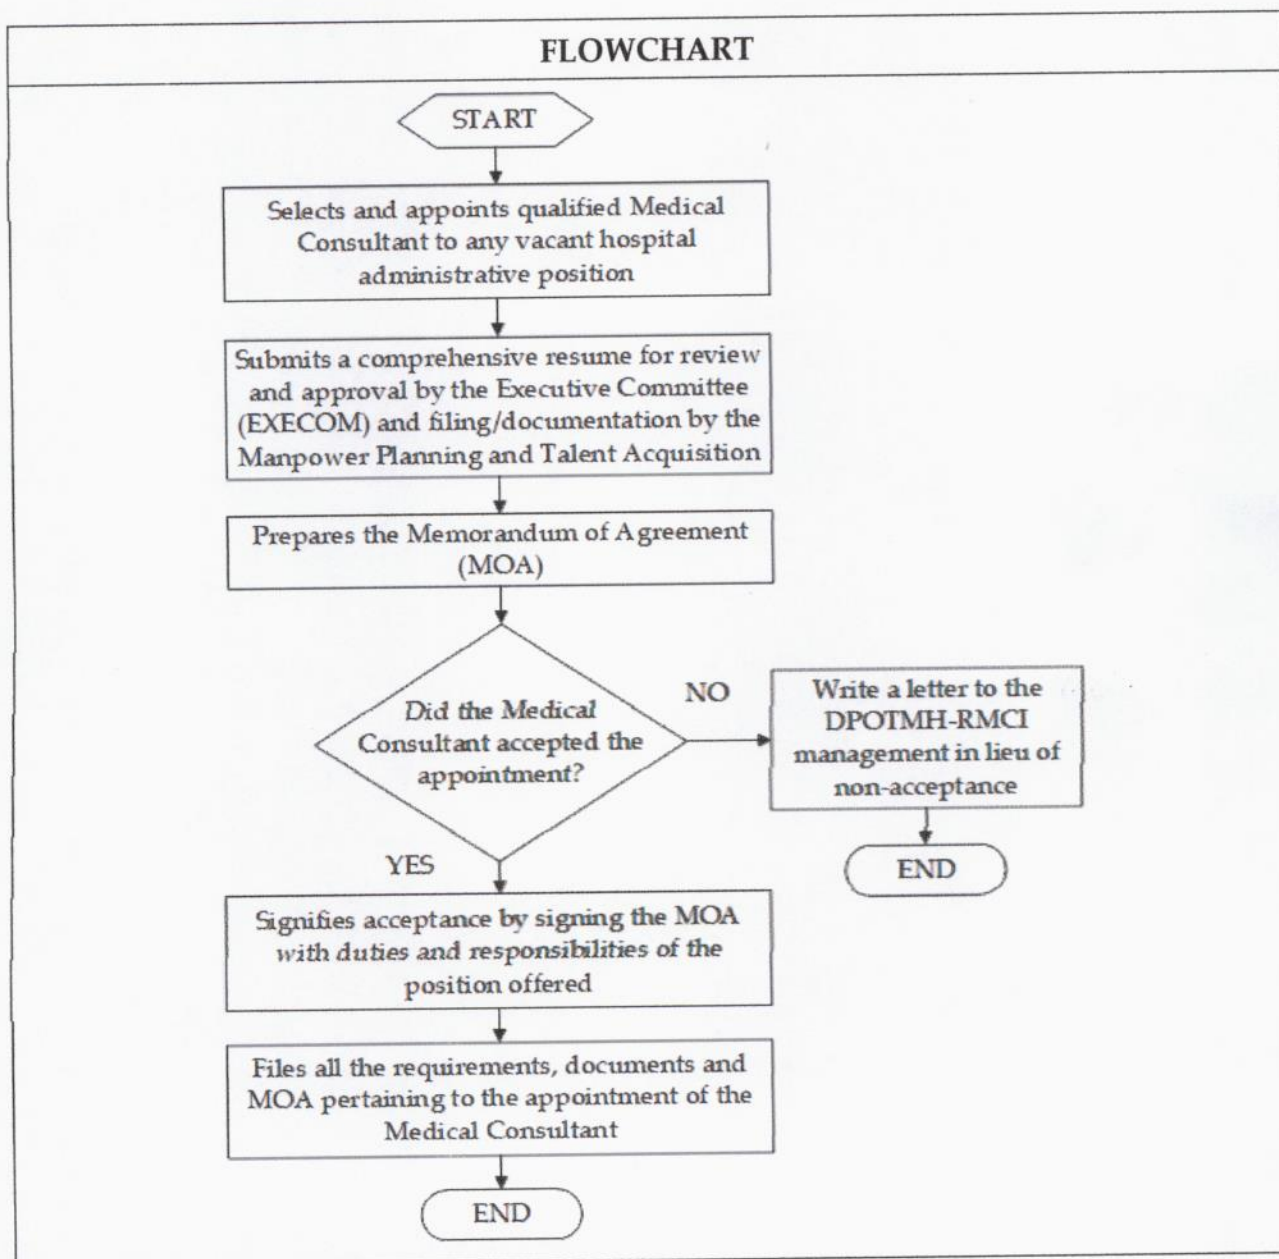 FLOWCHART
START
Selects and appoints qualified Medical
Consultant to any vacant hospital
administrative position
Submits a comprehensive resume for review
and approval by the Executive Committee
(EXECOM) and filing/documentation by the
Manpower Planning and Talent Acquisition
Prepares the Memorandum of Agreement
(MOA)
Did the Medical
Consultant accepted the
appointment?
NO
Write a letter to the
DPOTMH-RMCI
management in lieu of
non-acceptance
END
YES
Signifies acceptance by signing the MOA
with duties and responsibilities of the
position offered
Files all the requirements, documents and
MOA pertaining to the appointment of the
Medical Consultant
END